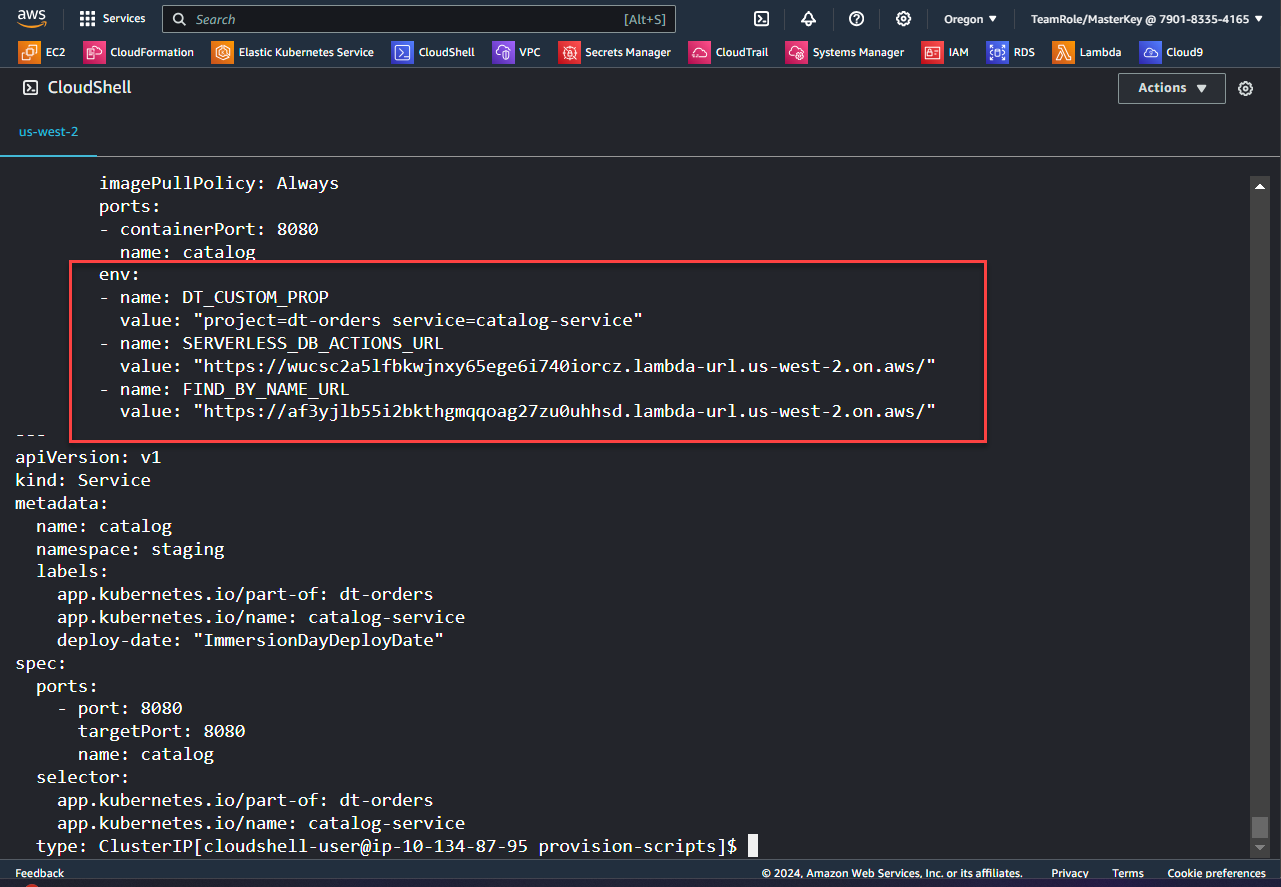 aws
Services
Search
[Alt+S]
Oregon ▼
TeamRole/MasterKey @ 7901-8335-4165 ▼
EC2
CloudFormation
Elastic Kubernetes Service
CloudShell
VPC
Secrets Manager
CloudTrail
Systems Manager
IAM
RDS
Lambda
Cloud9
CloudShell
Actions ▼
us-west-2
imagePullPolicy: Always
ports:
- containerPort: 8080
name: catalog
env:
- name: DT_CUSTOM_PROP
value: "project=dt-orders service=catalog-service"
- name: SERVERLESS_DB_ACTIONS_URL
value: "https://wucsc2a5lfbkwjnxy65ege6i740iorcz.lambda-url.us-west-2.on.aws/"
- name: FIND_BY_NAME_URL
value: "https://af3yjlb55i2bkthgmqqoag27zu0uhhsd.lambda-url.us-west-2.on.aws/"
---
apiVersion: v1
kind: Service
metadata:
name: catalog
namespace: staging
labels:
app.kubernetes.io/part-of: dt-orders
app.kubernetes.io/name: catalog-service
deploy-date: "ImmersionDayDeployDate"
spec:
ports:
- port: 8080
targetPort: 8080
name: catalog
selector:
app.kubernetes.io/part-of: dt-orders
app.kubernetes.io/name: catalog-service
type: ClusterIP[cloudshell-user@ip-10-134-87-95 provision-scripts]$
Feedback
© 2024, Amazon Web Services, Inc. or its affiliates.
Privacy
Terms
Cookie preferences